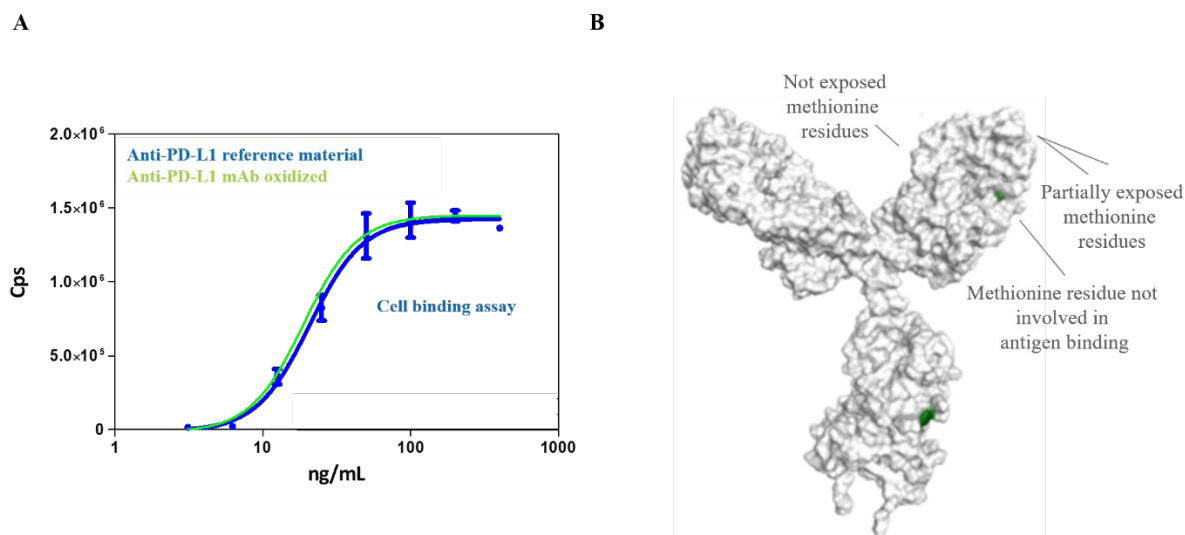 A
B
2.0×10⁶
1.5×10⁶
1.0×10⁶
5.0×10⁵
0
Cps
Anti-PD-L1 reference material
Anti-PD-L1 mAb oxidized
Cell binding assay
1
10
100
1000
ng/mL
Not exposed
methionine
residues
Partially exposed
methionine
residues
Methionine residue not
involved in
antigen binding